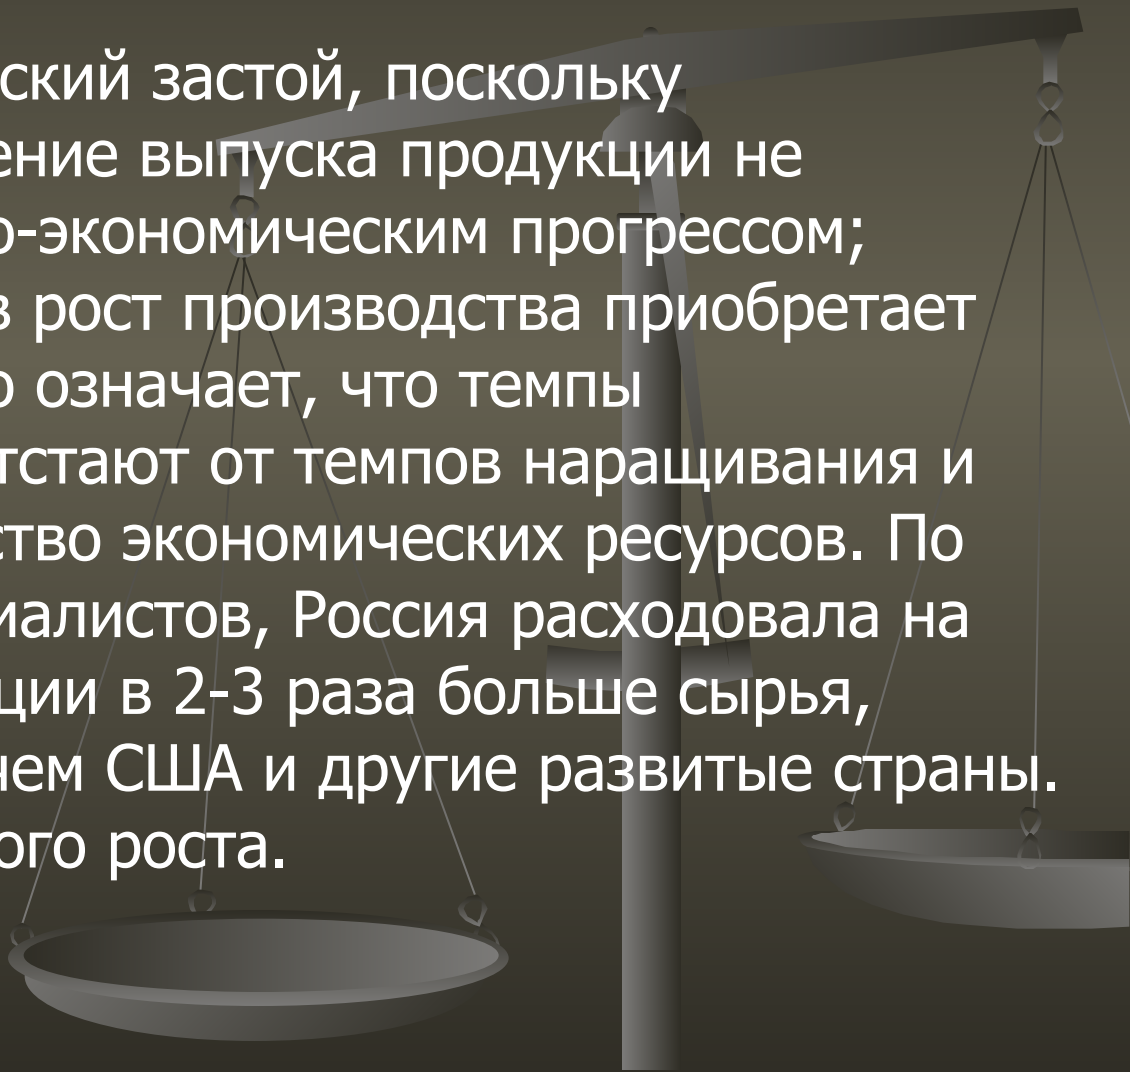 ский застой, поскольку
ение выпуска продукции не
о-экономическим прогрессом;
в рост производства приобретает
о означает, что темпы
тстают от темпов наращивания и
ство экономических ресурсов. По
иалистов, Россия расходовала на
ции в 2-3 раза больше сырья,
чем США и другие развитые страны.
ого роста.